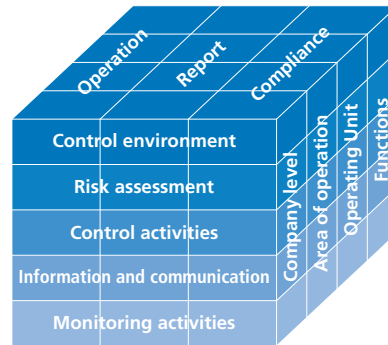 Operation
Report
Compliance
Control environment
Risk assessment
Control activities
Information and communication
Monitoring activities
Company level
Area of operation
Operating Unit
Functions